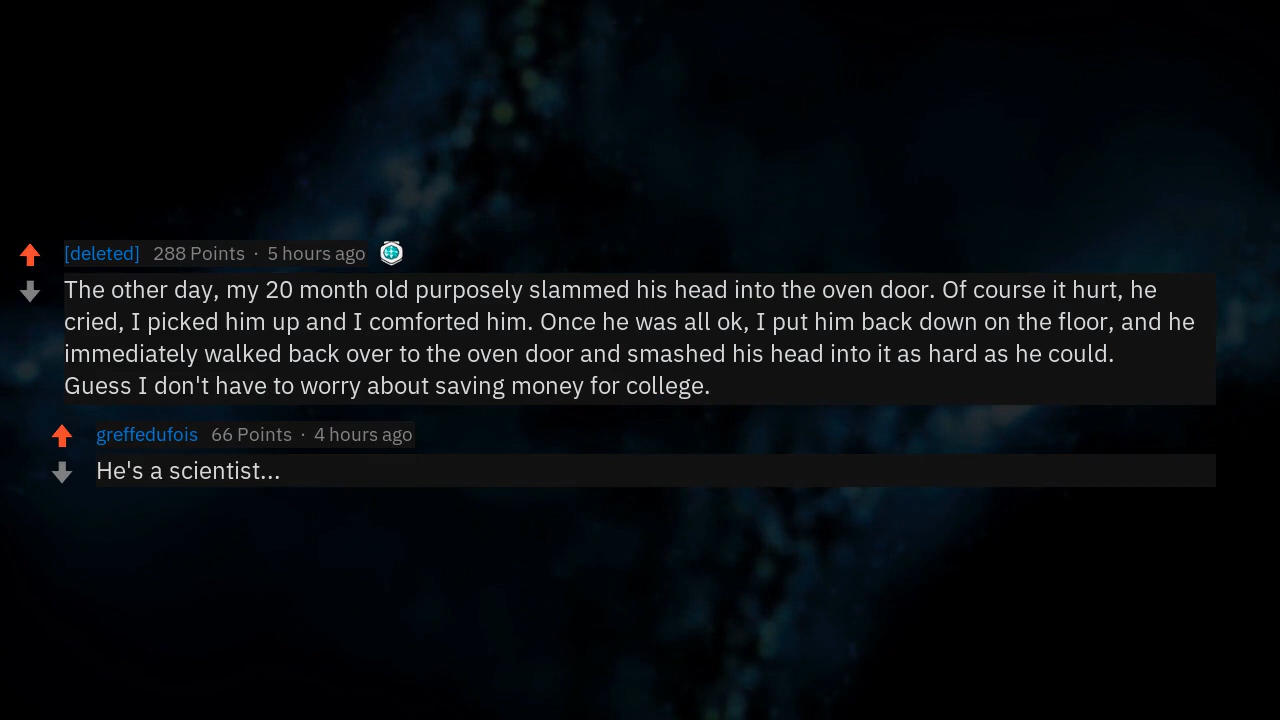 [deleted] 288 Points · 5 hours ago
The other day, my 20 month old purposely slammed his head into the oven door. Of course it hurt, he
cried, I picked him up and I comforted him. Once he was all ok, I put him back down on the floor, and he
immediately walked back over to the oven door and smashed his head into it as hard as he could.
Guess I don't have to worry about saving money for college.
greffedufois 66 Points · 4 hours ago
He's a scientist...